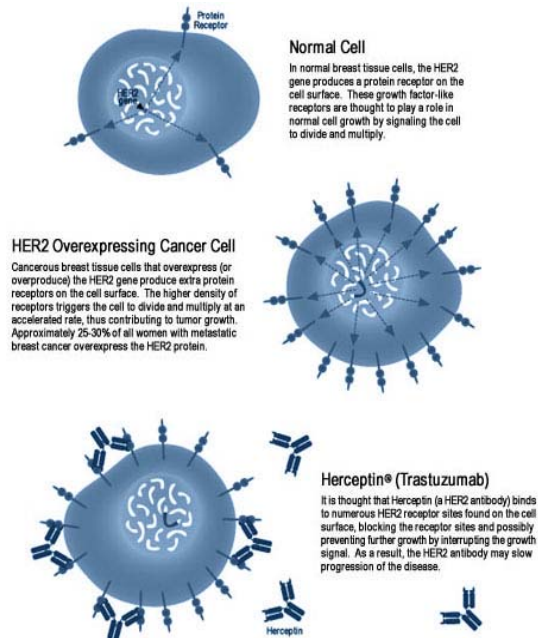 Protein
Receptor
HER2
gene
Normal Cell
In normal breast tissue cells, the HER2
gene produces a protein receptor on the
cell surface. These growth factor-like
receptors are thought to play a role in
normal cell growth by signaling the cell
to divide and multiply.
HER2 Overexpressing Cancer Cell
Cancerous breast tissue cells that overexpress (or
overproduce) the HER2 gene produce extra protein
receptors on the cell surface. The higher density of
receptors triggers the cell to divide and multiply at an
accelerated rate, thus contributing to tumor growth.
Approximately 25-30% of all women with metastatic
breast cancer overexpress the HER2 protein.
Herceptin® (Trastuzumab)
It is thought that Herceptin (a HER2 antibody) binds
to numerous HER2 receptor sites found on the cell
surface, blocking the receptor sites and possibly
preventing further growth by interrupting the growth
signal. As a result, the HER2 antibody may slow
progression of the disease.
Herceptin